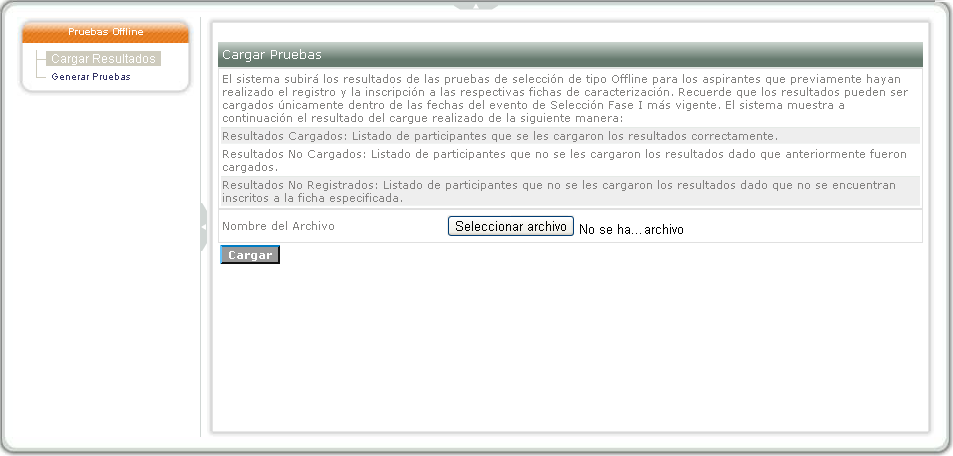 Pruebas Offline
Cargar Resultados
Generar Pruebas
Cargar Pruebas
El sistema subirá los resultados de las pruebas de selección de tipo Offline para los aspirantes que previamente hayan
realizado el registro y la inscripción a las respectivas fichas de caracterización. Recuerde que los resultados pueden ser
cargados únicamente dentro de las fechas del evento de Selección Fase I más vigente. El sistema muestra a
continuación el resultado del cargue realizado de la siguiente manera:
Resultados Cargados: Listado de participantes que se les cargaron los resultados correctamente.
Resultados No Cargados: Listado de participantes que no se les cargaron los resultados dado que anteriormente fueron
cargados.
Resultados No Registrados: Listado de participantes que no se les cargaron los resultados dado que no se encuentran
inscritos a la ficha especificada.
Nombre del Archivo Seleccionar archivo No se ha...archivo
Cargar